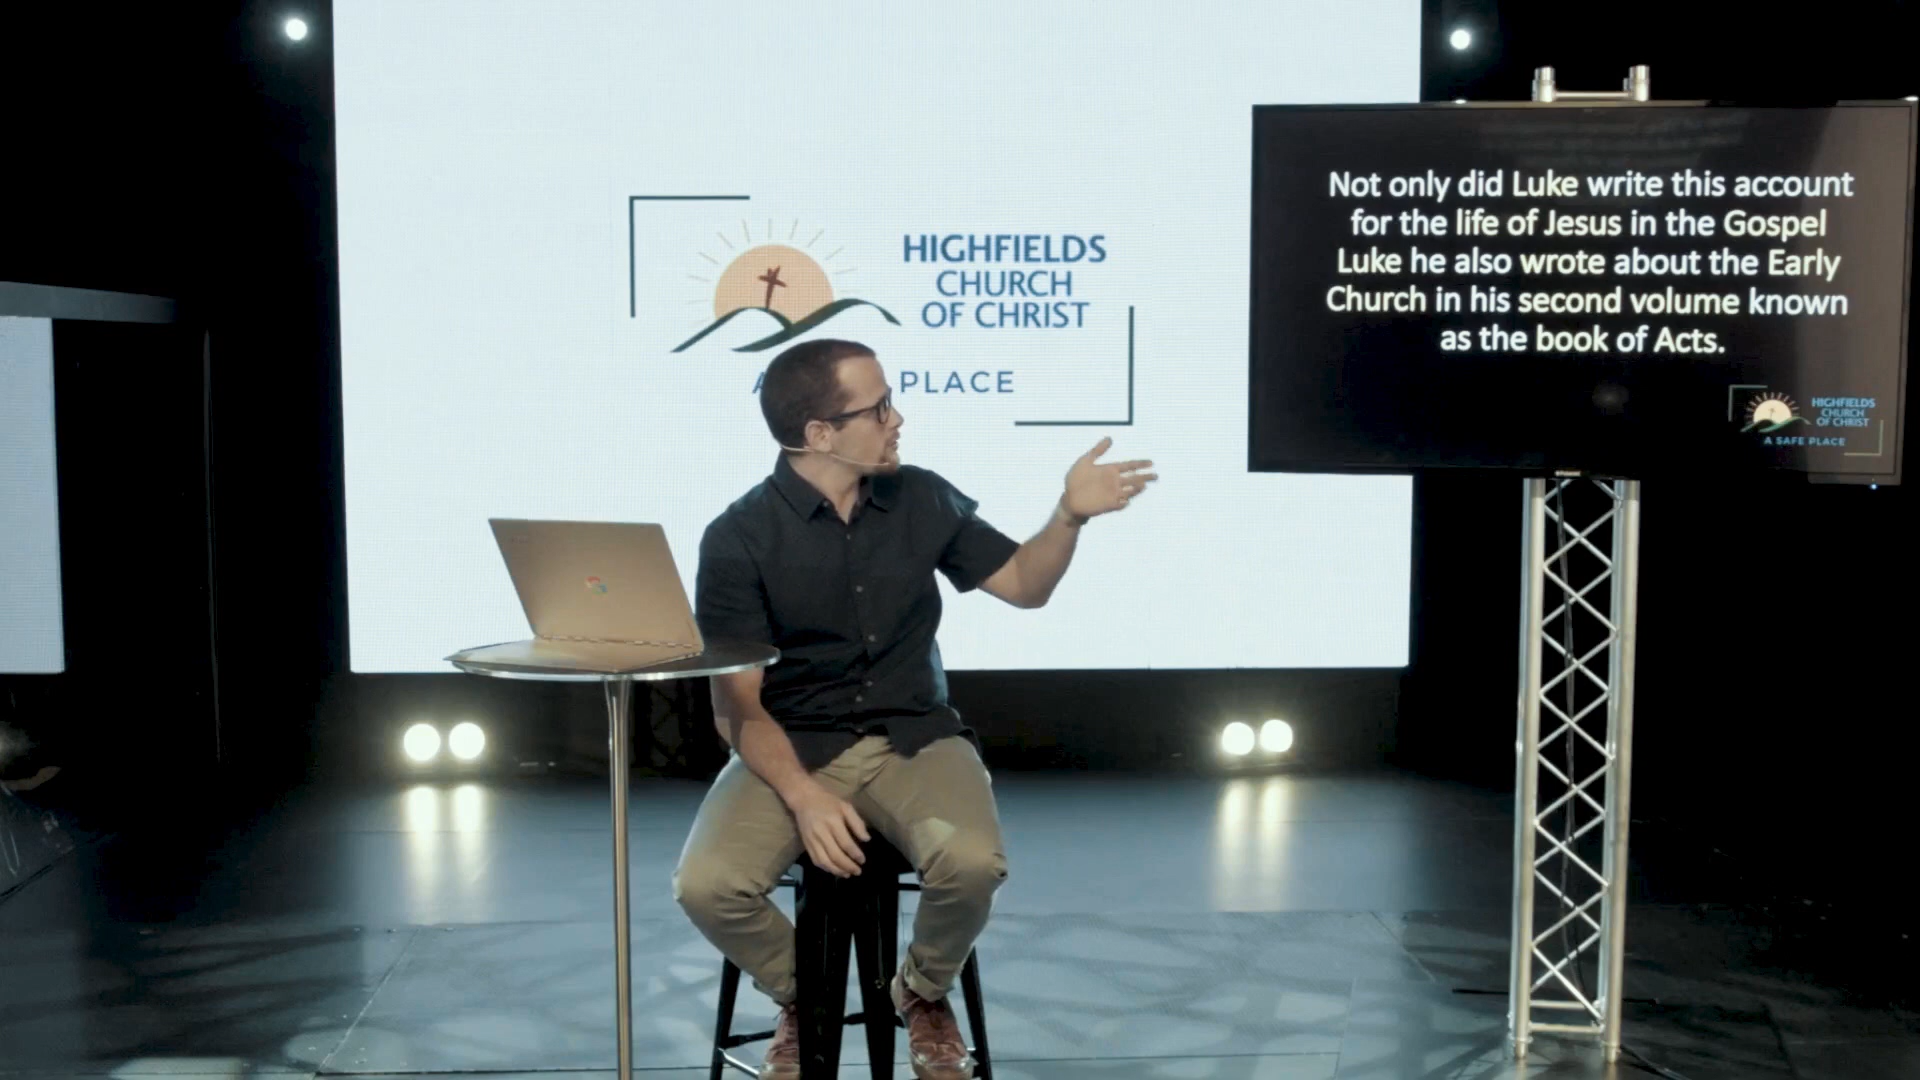 HIGHFIELDS
CHURCH
OF CHRIST
A
PLACE
Not only did Luke write this account
for the life of Jesus in the Gospel
Luke he also wrote about the Early
Church in his second volume known
as the book of Acts.
HIGHFIELDS
CHURCH
OF CHRIST
A SAFE PLACE